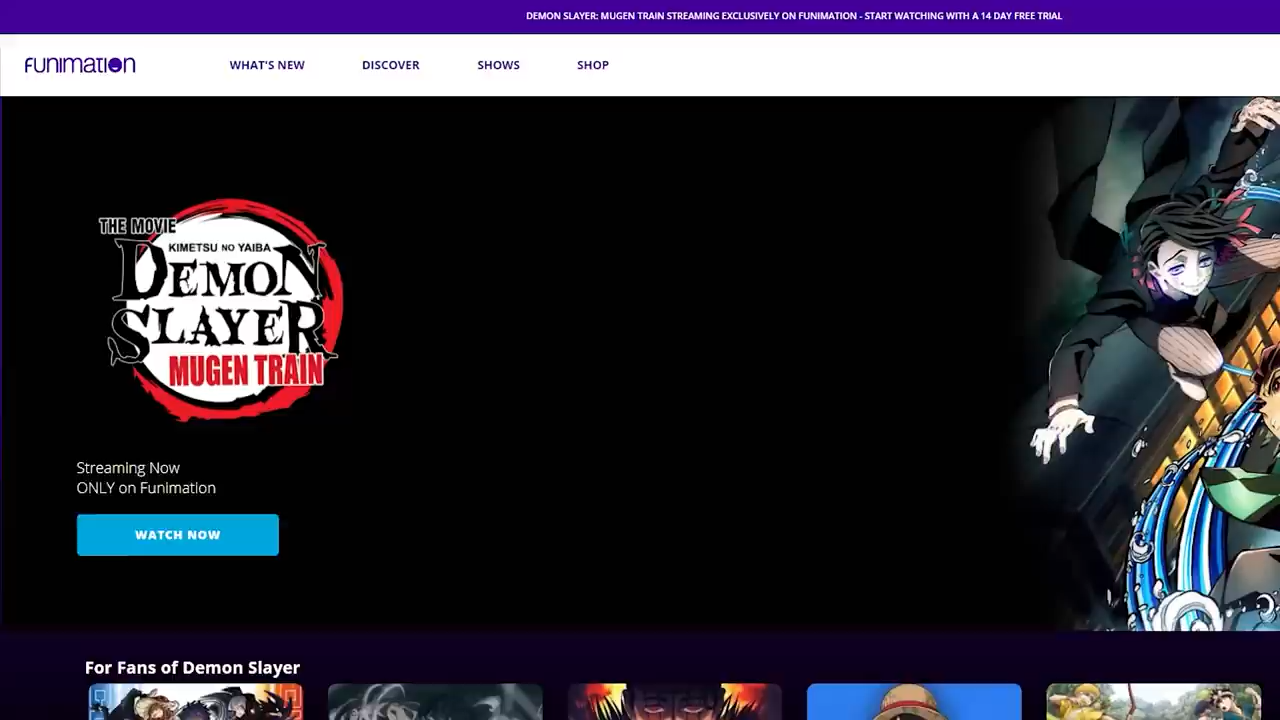 DEMON SLAYER: MUGEN TRAIN STREAMING EXCLUSIVELY ON FUNIMATION - START WATCHING WITH A 14 DAY FREE TRIAL
FUNIMATION
WHAT'S NEW
DISCOVER
SHOWS
SHOP
THE MOVIE
KIMETSU NO YAIBA
DEMON
SLAYER
MUGEN TRAIN
Streaming Now
ONLY on Funimation
WATCH NOW
For Fans of Demon Slayer